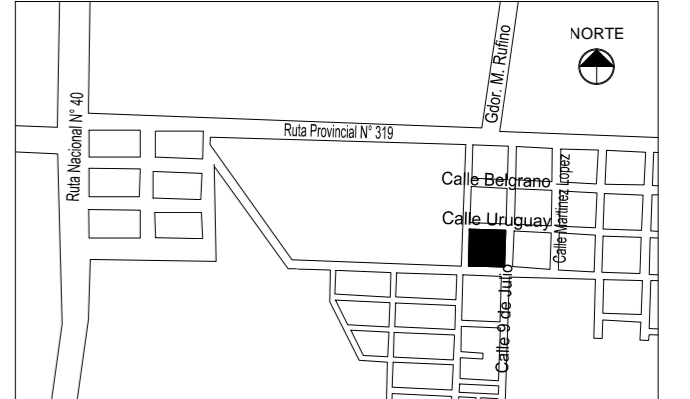 NORTE
Gdor. M. Rufino
Ruta Nacional N° 40
Ruta Provincial N° 319
Calle Belgrano
Calle Martinez Lopez
Calle Uruguay
Calle 9 de Julio